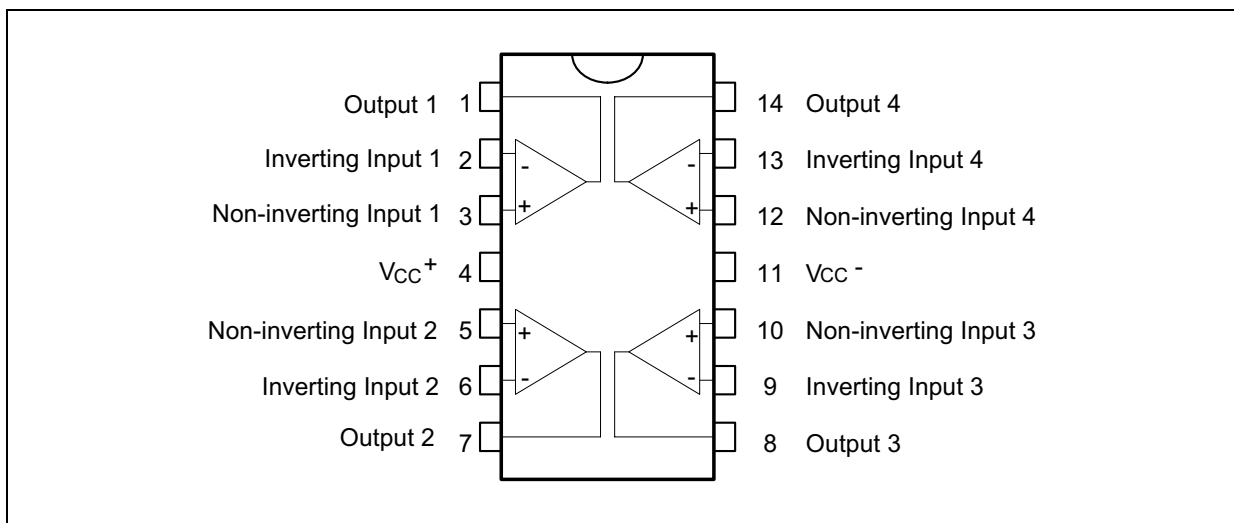 Output 1 1 14 Output 4
Inverting Input 1 2 - - 13 Inverting Input 4
Non-inverting Input 1 3 + + 12 Non-inverting Input 4
VCC+ 4 11 VCC -
Non-inverting Input 2 5 + + 10 Non-inverting Input 3
Inverting Input 2 6 - - 9 Inverting Input 3
Output 2 7 8 Output 3